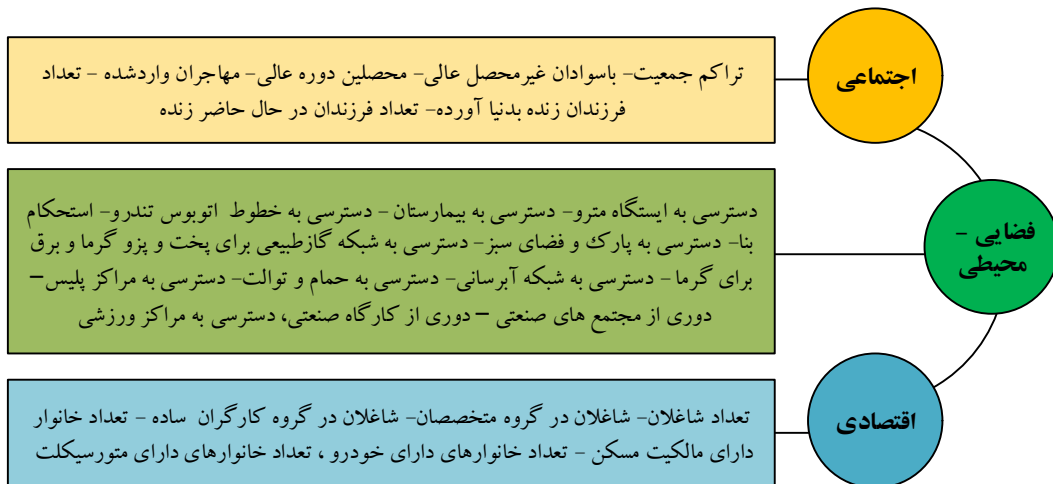 اجتماعی
تراکم جمعیت- باسوادان غیرمحصل عالی- محصلین دوره عالی- مهاجران واردشده - تعداد
فرزندان زنده بدنیا آورده- تعداد فرزندان در حال حاضر زنده
فضایی -
محیطی
دسترسی به ایستگاه مترو- دسترسی به بیمارستان - دسترسی به خطوط اتوبوس تندرو- استحکام
بنا- دسترسی به پارک و فضای سبز- دسترسی به شبکه گازطبیعی برای پخت و پزو گرما و برق
برای گرما - دسترسی به شبکه آبرسانی- دسترسی به حمام و توالت- دسترسی به مراکز پلیس–
دوری از مجتمع های صنعتی – دوری از کارگاه صنعتی، دسترسی به مراکز ورزشی
اقتصادی
تعداد شاغلان- شاغلان در گروه متخصصان- شاغلان در گروه کارگران ساده - تعداد خانوار
دارای مالکیت مسکن - تعداد خانوارهای دارای خودرو ، تعداد خانوارهای دارای متورسیکلت